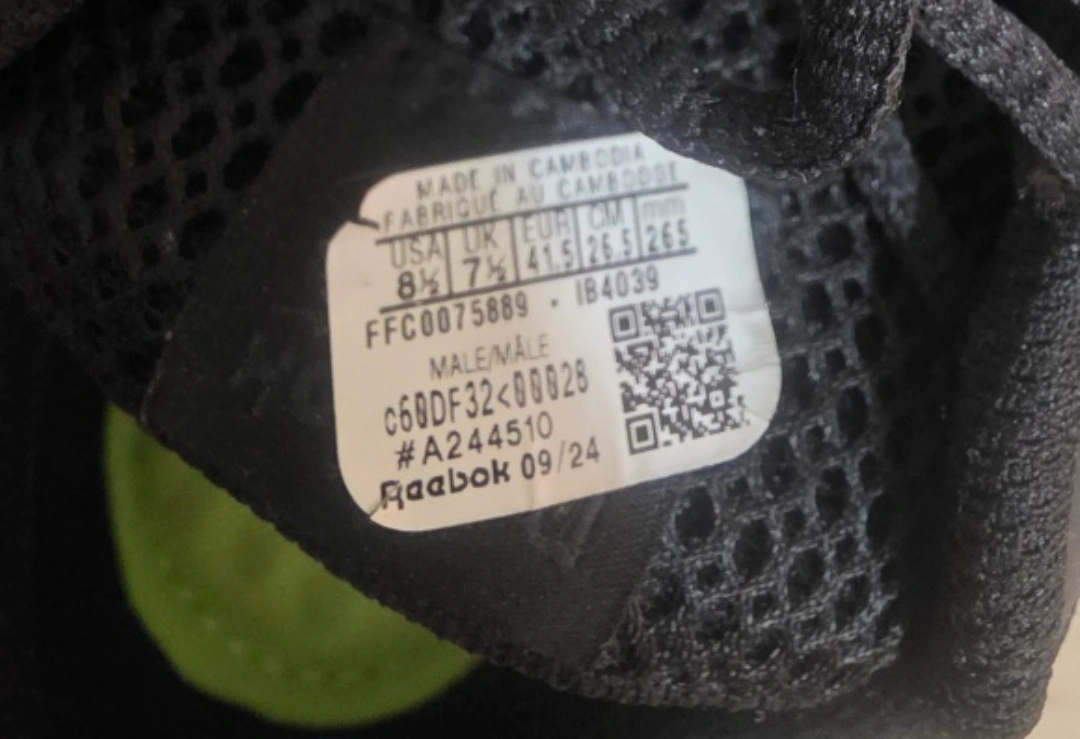 MADE IN CAMBODIA
FABRIQUÉ AU CAMBODGE
USA UK EUR CM mm
8½ 7½ 41.5 26.5 265
FFC0075889 · IB4039
MALE/MÂLE
c60DF32<00028
#A244510
Reebok 09/24